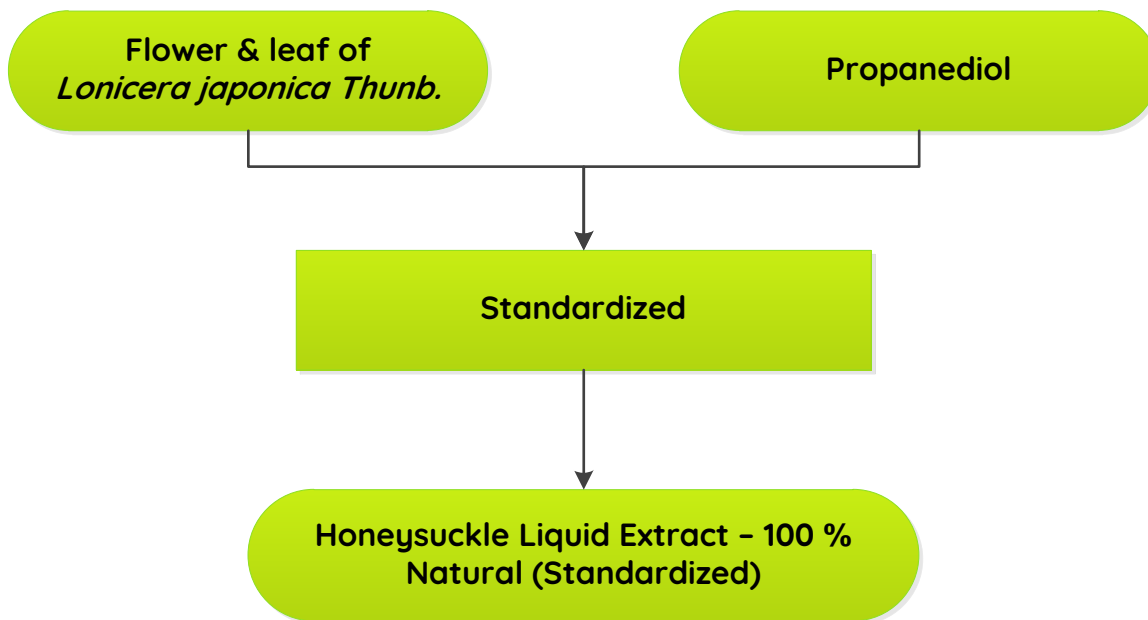 Flower & leaf of
Lonicera japonica Thunb.
Propanediol
Standardized
Honeysuckle Liquid Extract – 100 %
Natural (Standardized)